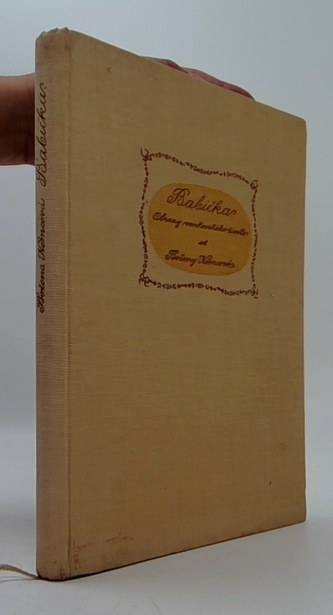 Babička
Obrazy venkovského života
od
Boženy Němcové
Božena Němcová Babička